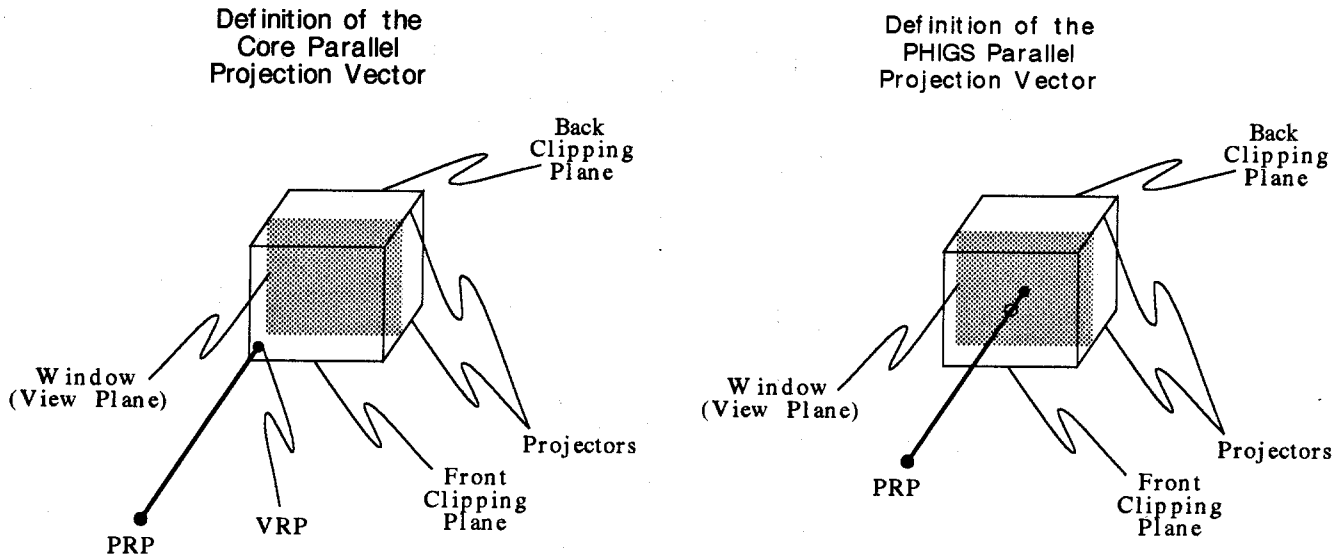 Definition of the
Core Parallel
Projection Vector
Back
Clipping
Plane
Window
(View Plane)
Projectors
Front
Clipping
Plane
VRP
PRP
Definition of the
PHIGS Parallel
Projection Vector
Back
Clipping
Plane
Window
(View Plane)
Projectors
PRP
Front
Clipping
Plane